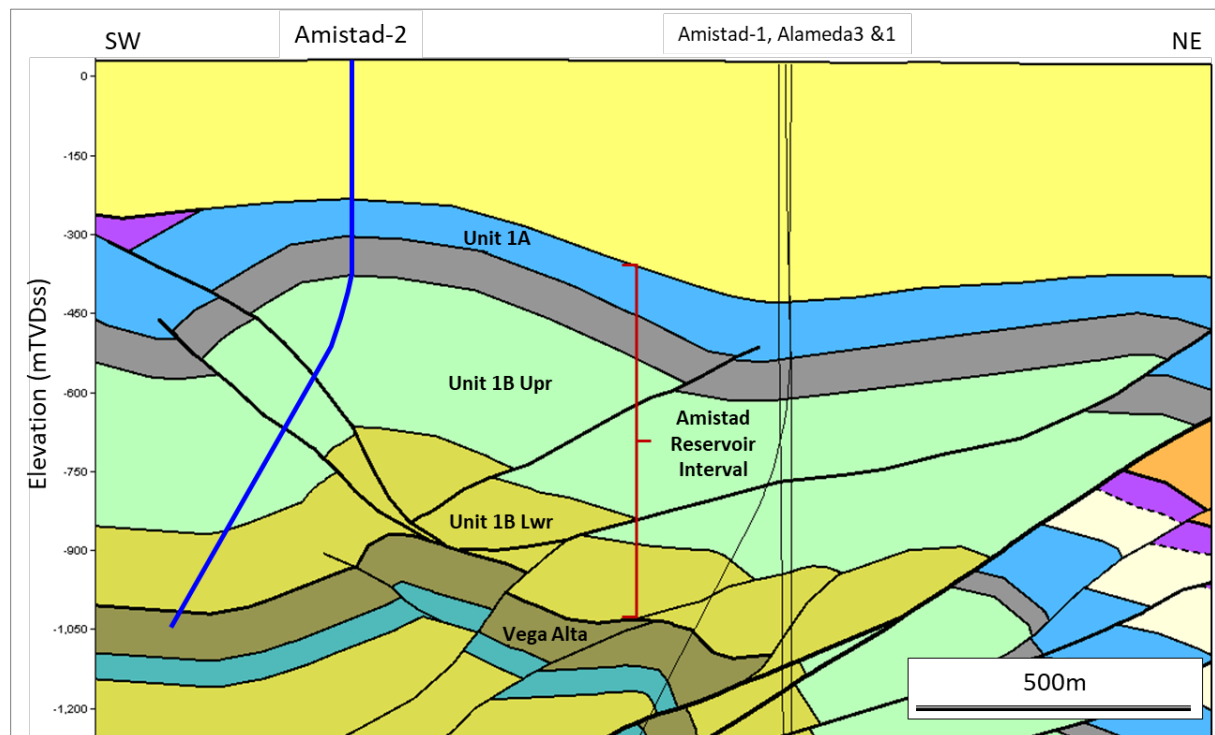 SW
Amistad-2
Amistad-1, Alameda3 &1
NE
Elevation (mTVDss)
0
-150
-300
-450
-600
-750
-900
-1,050
-1,200
Unit 1A
Unit 1B Upr
Amistad
Reservoir
Interval
Unit 1B Lwr
Vega Alta
500m